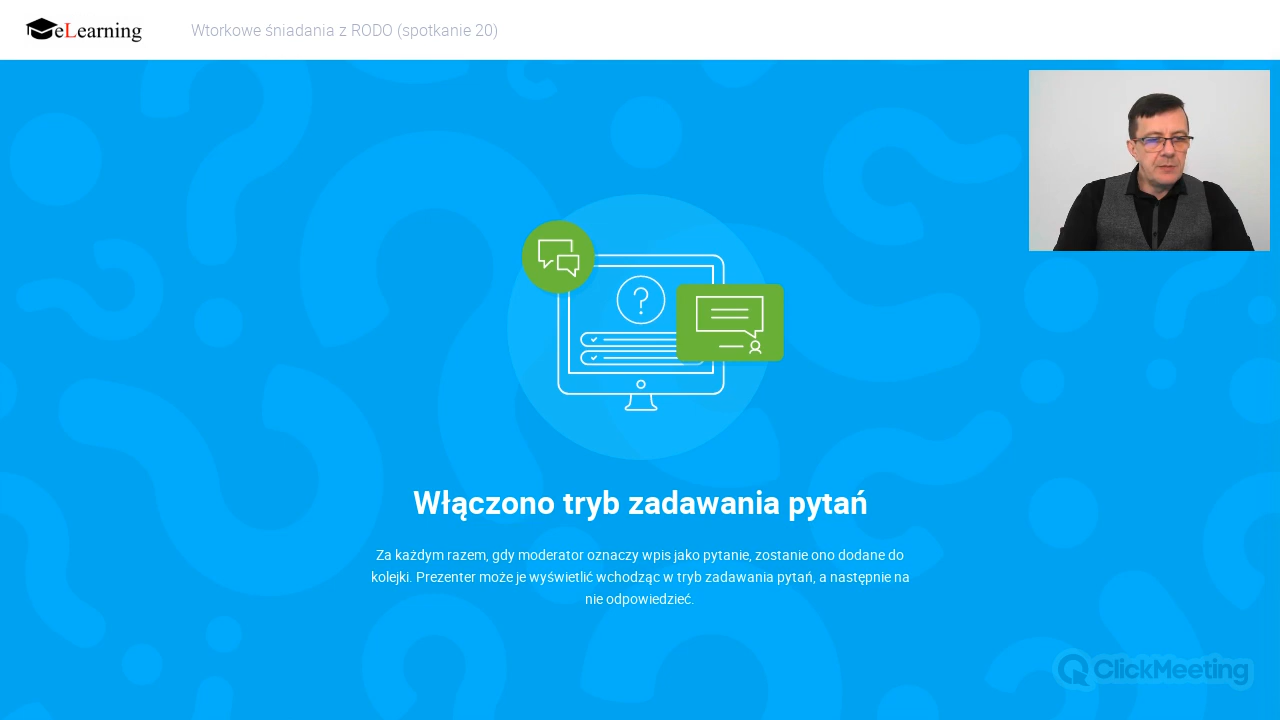 eLearning
Wtorkowe śniadania z RODO (spotkanie 20)
Włączono tryb zadawania pytań
Za każdym razem, gdy moderator oznaczy wpis jako pytanie, zostanie ono dodane do
kolejki. Prezenter może je wyświetlić wchodząc w tryb zadawania pytań, a następnie na
nie odpowiedzieć.
ClickMeeting